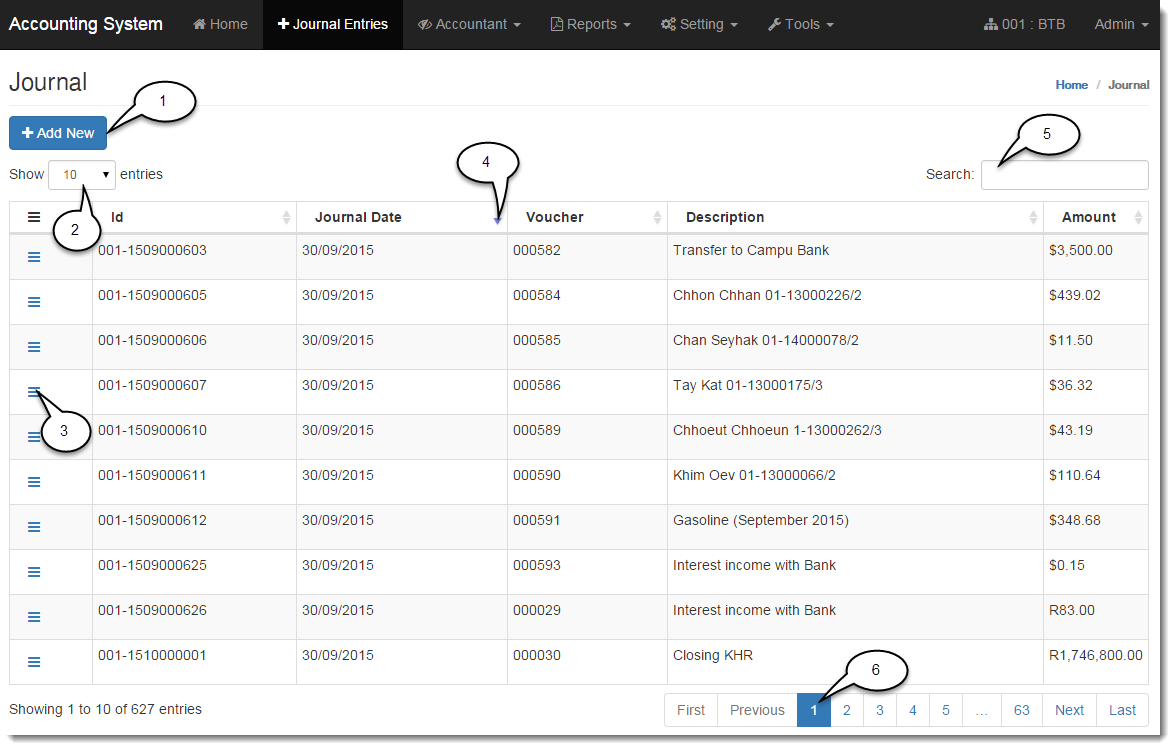 Accounting System Home Journal Entries Accountant Reports Setting Tools 001 : BTB Admin
Journal
Home / Journal
1
Add New
5
Show 10 entries
4
Search:
2
Id Journal Date Voucher Description Amount
001-1509000603 30/09/2015 000582 Transfer to Campu Bank $3,500.00
001-1509000605 30/09/2015 000584 Chhon Chhan 01-13000226/2 $439.02
001-1509000606 30/09/2015 000585 Chan Seyhak 01-14000078/2 $11.50
001-1509000607 30/09/2015 000586 Tay Kat 01-13000175/3 $36.32
3
001-1509000610 30/09/2015 000589 Chhoeut Chhoeun 1-13000262/3 $43.19
001-1509000611 30/09/2015 000590 Khim Oev 01-13000066/2 $110.64
001-1509000612 30/09/2015 000591 Gasoline (September 2015) $348.68
001-1509000625 30/09/2015 000593 Interest income with Bank $0.15
001-1509000626 30/09/2015 000029 Interest income with Bank R83.00
001-1510000001 30/09/2015 000030 Closing KHR R1,746,800.00
6
Showing 1 to 10 of 627 entries First Previous 1 2 3 4 5 ... 63 Next Last